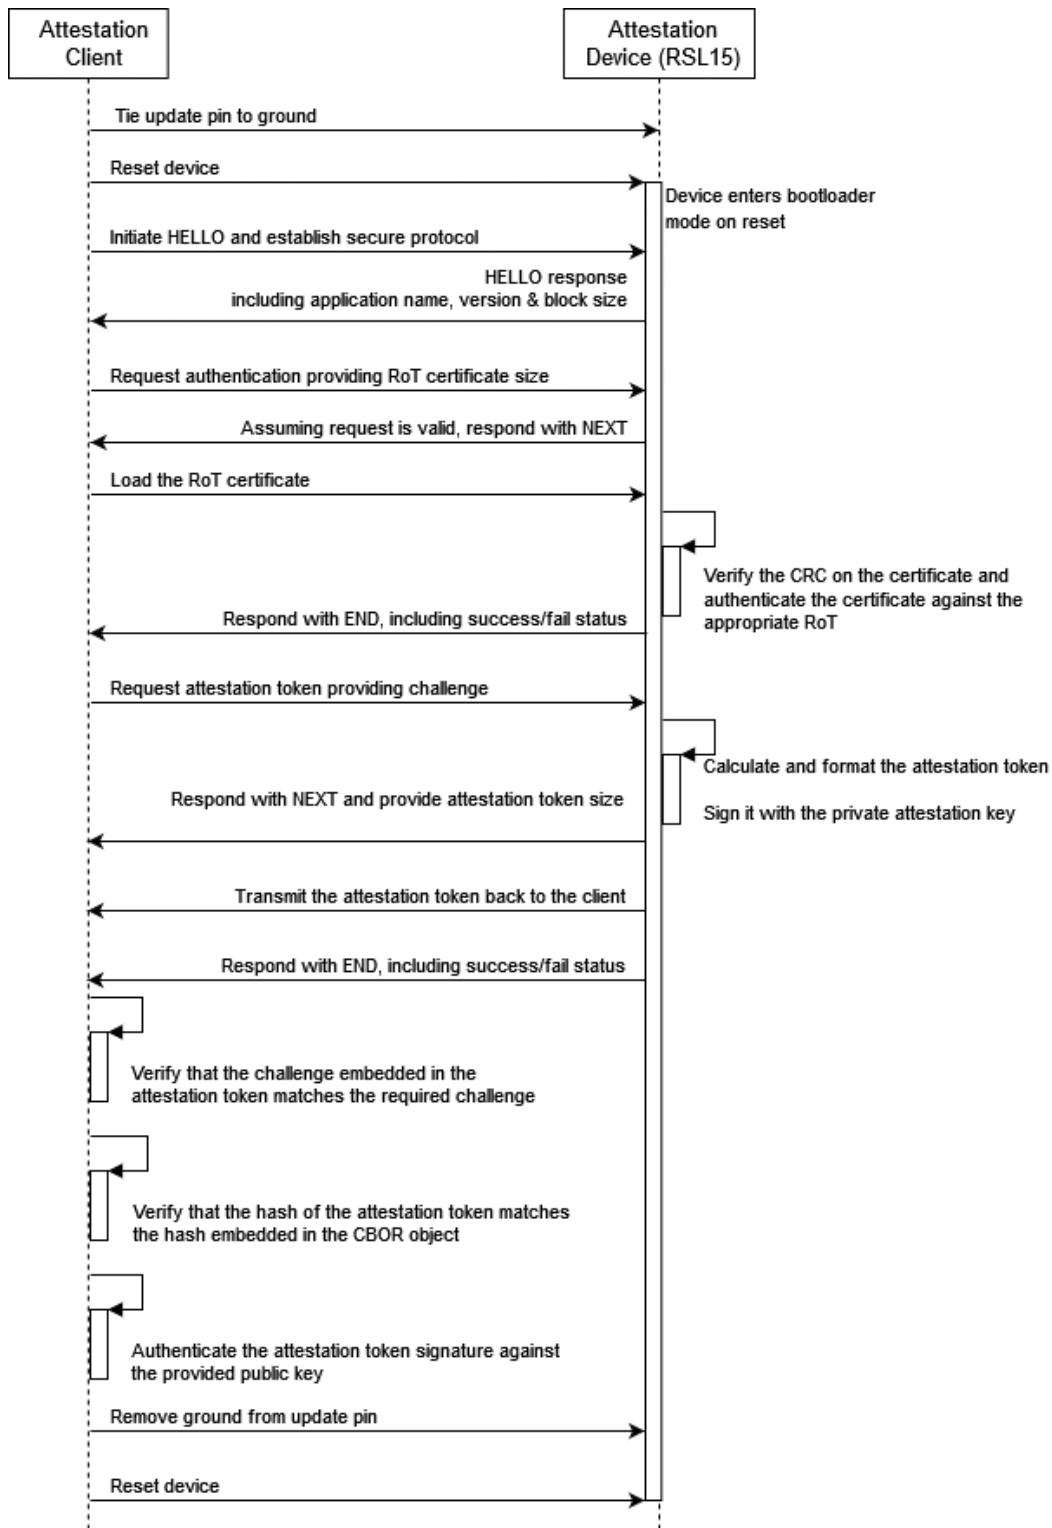 Attestation
Client
Attestation
Device (RSL15)
Tie update pin to ground
Reset device
Device enters bootloader
mode on reset
Initiate HELLO and establish secure protocol
HELLO response
including application name, version & block size
Request authentication providing RoT certificate size
Assuming request is valid, respond with NEXT
Load the RoT certificate
Verify the CRC on the certificate and
authenticate the certificate against the
appropriate RoT
Respond with END, including success/fail status
Request attestation token providing challenge
Calculate and format the attestation token
Sign it with the private attestation key
Respond with NEXT and provide attestation token size
Transmit the attestation token back to the client
Respond with END, including success/fail status
Verify that the challenge embedded in the
attestation token matches the required challenge
Verify that the hash of the attestation token matches
the hash embedded in the CBOR object
Authenticate the attestation token signature against
the provided public key
Remove ground from update pin
Reset device